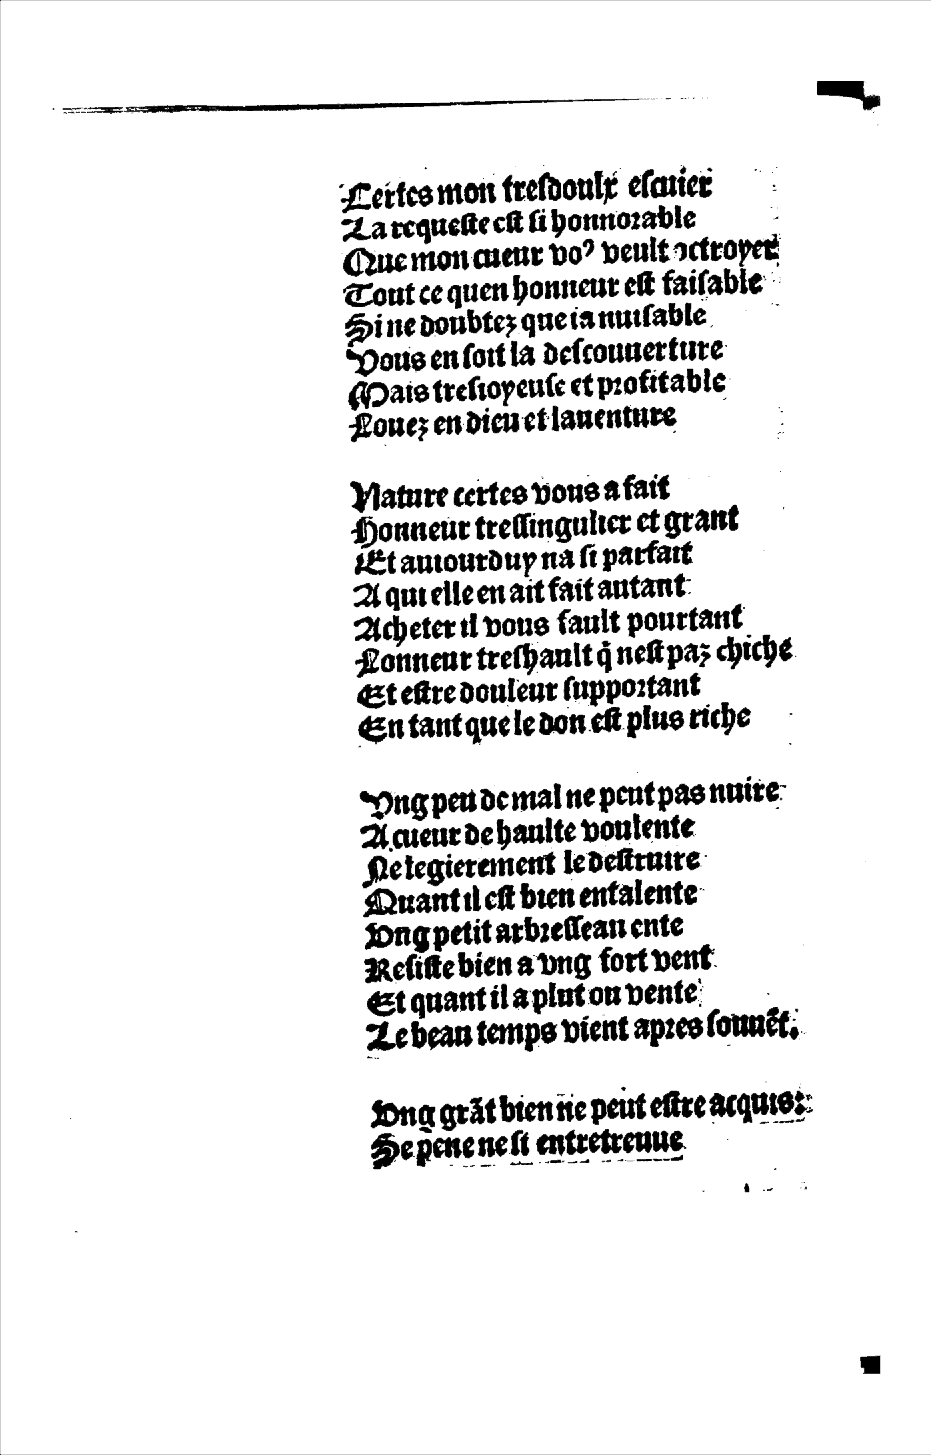 Certes mon treſdoulx eſcuier
La requeſte eſt ſi honnorable
Que mon cueur voꝰ veult octroyer
Tout ce quen honneur eſt faiſable
Si ne doubtez que ia nuiſable
Vous en ſoit la deſcouuerture
Mais treſioyeuſe et profitable
Louez en dieu et lauenture
Nature certes vous a fait
Honneur treſſingulier et grant
Et auiourduy na ſi parfait
A qui elle en ait fait autant
Acheter il vous fault pourtant
Lonneur treſhault q̄ neſt paz chiche
Et eſtre douleur ſupportant
En tant que le don eſt plus riche
Vng peu de mal ne peut pas nuire
A cueur de haulte voulente
Ne legierement le deſtruire
Quant il eſt bien entalente
Vng petit arbreſſeau ente
Reſiſte bien a vng fort vent
Et quant il a plut ou vente
Le beau temps vient apres ſouuēt.
Vng grāt bien ne peut eſtre acquis:
Se pene ne ſi entretreuue